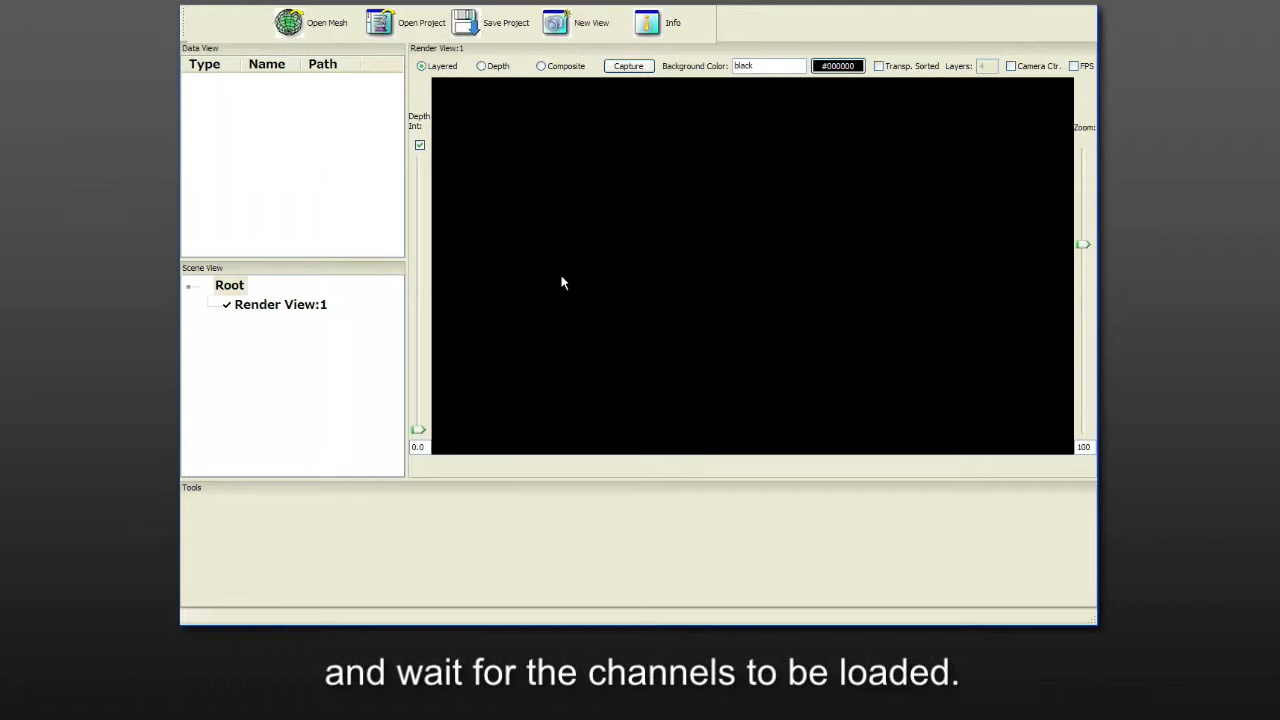 Open Mesh Open Project Save Project New View Info
Data View
Type Name Path
Scene View
Root
Render View:1
Render View:1
Layered Depth Composite Capture Background Color: black #000000 Transp. Sorted Layers: 4 Camera Ctr. FPS
Depth
Int:
0.0
Zoom:
100
Tools
and wait for the channels to be loaded.